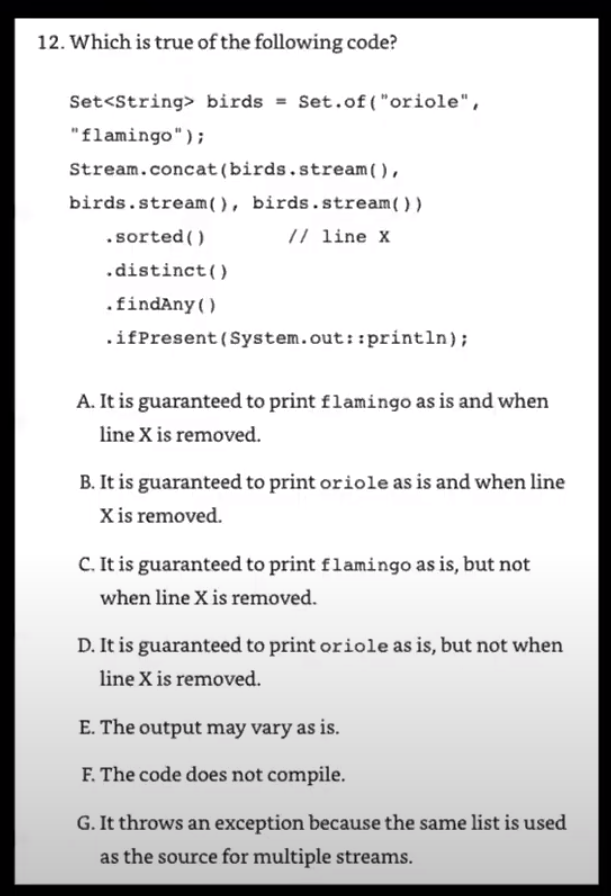 12. Which is true of the following code?
Set<String> birds = Set.of("oriole",
"flamingo");
Stream.concat(birds.stream(),
birds.stream(), birds.stream())
.sorted() // line X
.distinct()
.findAny()
.ifPresent(System.out::println);
A. It is guaranteed to print flamingo as is and when
line X is removed.
B. It is guaranteed to print oriole as is and when line
X is removed.
C. It is guaranteed to print flamingo as is, but not
when line X is removed.
D. It is guaranteed to print oriole as is, but not when
line X is removed.
E. The output may vary as is.
F. The code does not compile.
G. It throws an exception because the same list is used
as the source for multiple streams.